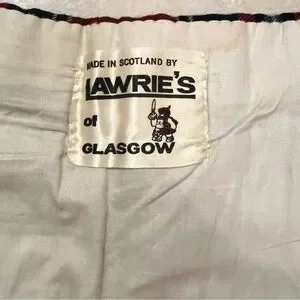 MADE IN SCOTLAND BY
LAWRIE'S
of
GLASGOW